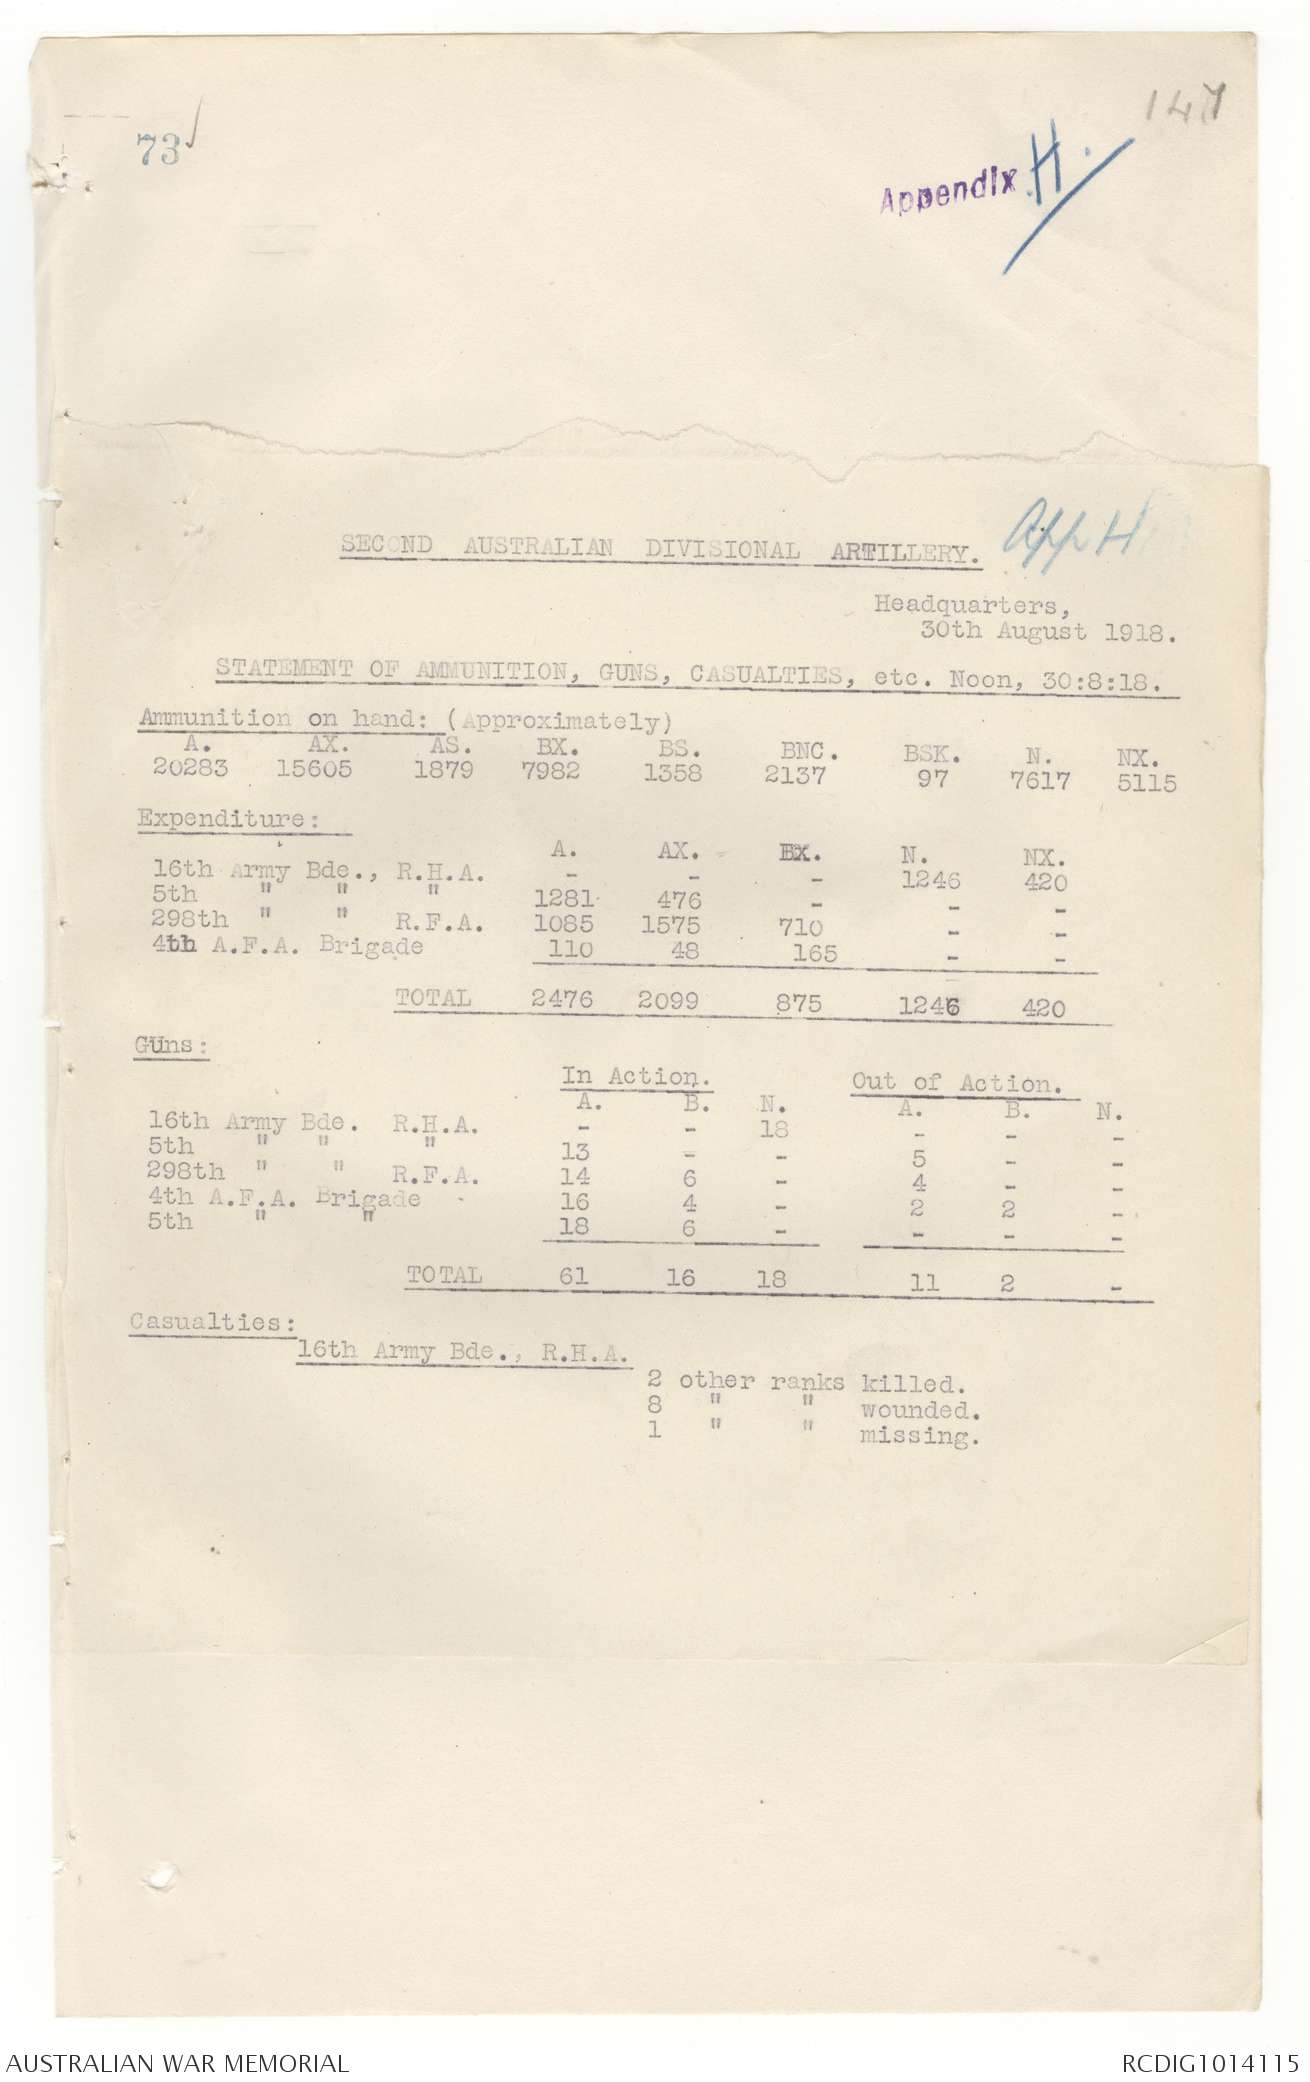 147
73
Appendix H.
App H
SECOND AUSTRALIAN DIVISIONAL ARTILLERY.
Headquarters,
30th August 1918.
STATEMENT OF AMMUNITION, GUNS, CASUALTIES, etc. Noon, 30:8:18.
Ammunition on hand: (Approximately)
A. AX. AS. BX. BS. BNC. BSK. N. NX.
20283 15605 1879 7982 1358 2137 97 7617 5115
Expenditure:
A. AX. BX. N. NX.
16th Army Bde., R.H.A. - - - 1246 420
5th " " " 1281 476 - - -
298th " " R.F.A. 1085 1575 710 - -
4th A.F.A. Brigade 110 48 165 - -
TOTAL 2476 2099 875 1246 420
Guns:
In Action. Out of Action.
A. B. N. A. B. N.
16th Army Bde. R.H.A. - - 18 - - -
5th " " " 13 - - 5 - -
298th " " R.F.A. 14 6 - 4 - -
4th A.F.A. Brigade 16 4 - 2 2 -
5th " " 18 6 - - - -
TOTAL 61 16 18 11 2 -
Casualties:
16th Army Bde., R.H.A.
2 other ranks killed.
8 " " wounded.
1 " " missing.
AUSTRALIAN WAR MEMORIAL RCDIG1014115